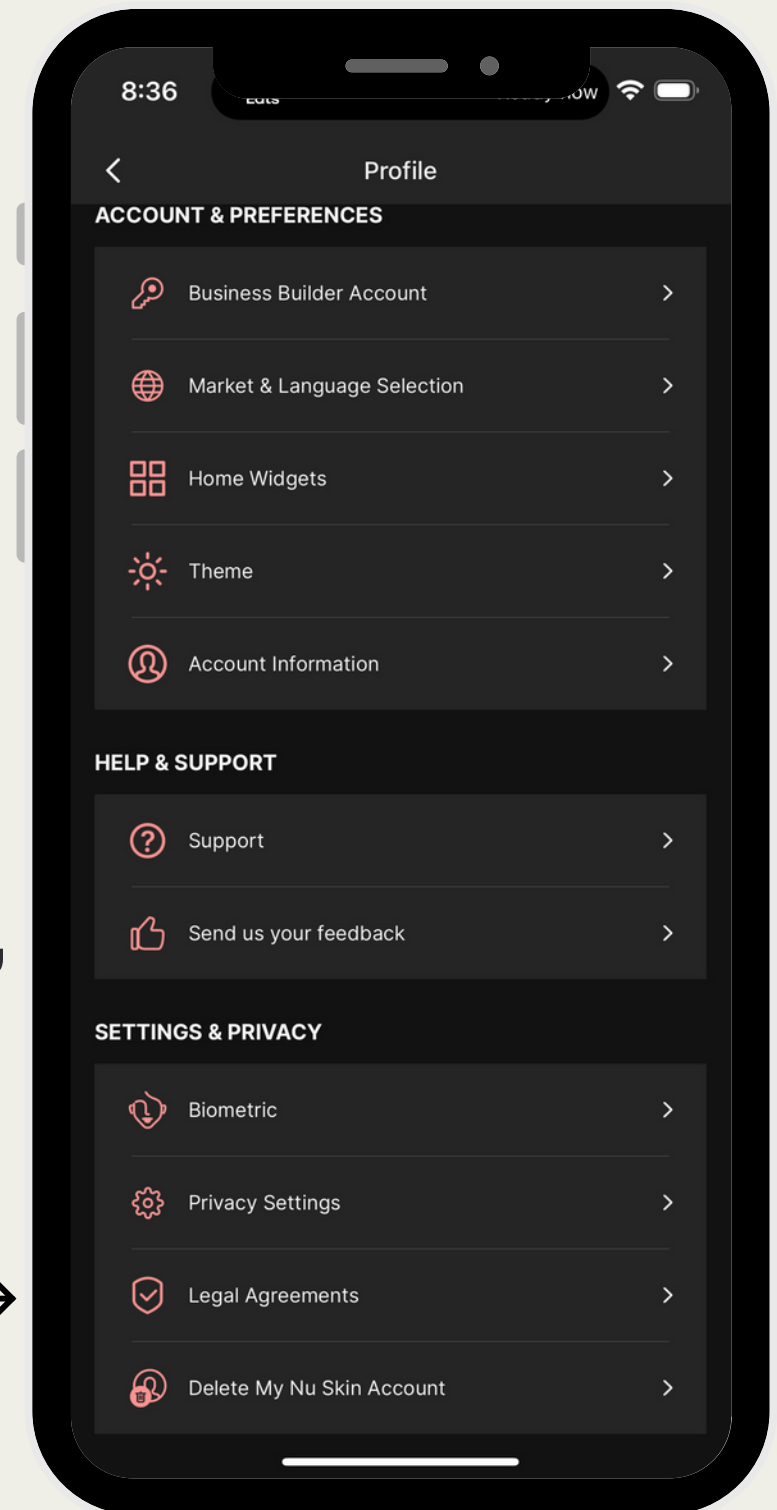 8:36
Profile
ACCOUNT & PREFERENCES
Business Builder Account
Market & Language Selection
Home Widgets
Theme
Account Information
HELP & SUPPORT
Support
Send us your feedback
SETTINGS & PRIVACY
Biometric
Privacy Settings
Legal Agreements
Delete My Nu Skin Account